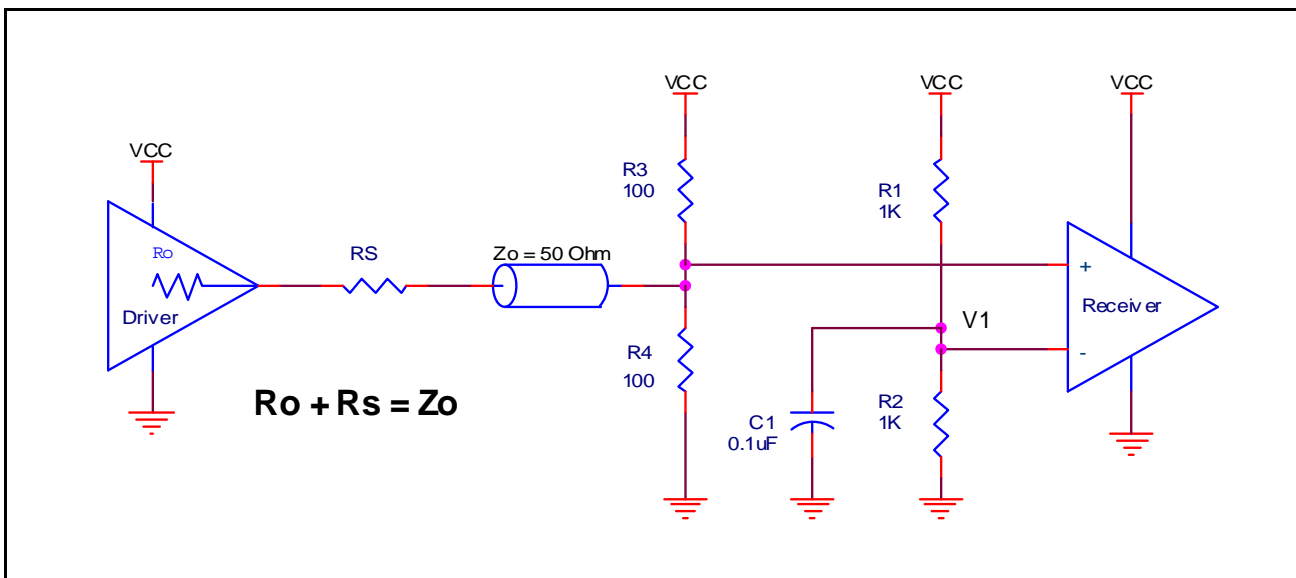 VCC
VCC
VCC
VCC
R3
100
R1
1K
Ro
RS
Zo = 50 Ohm
+
Driver
Receiver
V1
-
R4
100
Ro + Rs = Zo
R2
1K
C1
0.1uF